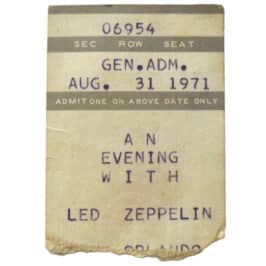 06954
SEC ROW SEAT
GEN.ADM.
AUG. 31 1971
ADMIT ONE ON ABOVE DATE ONLY
AN
EVENING
WITH
LED ZEPPELIN
ORLANDO